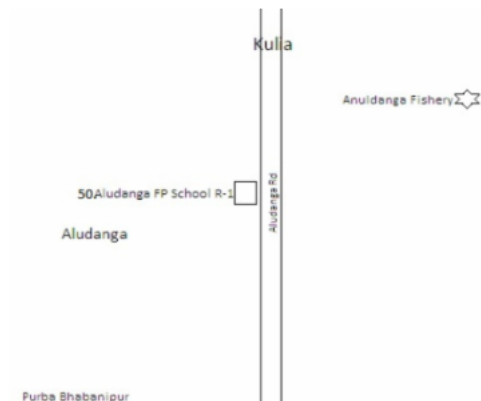 Kulia
Anuldanga Fishery
50Aludanga FP School R-1
Aludanga Rd
Aludanga
Purba Bhabanipur